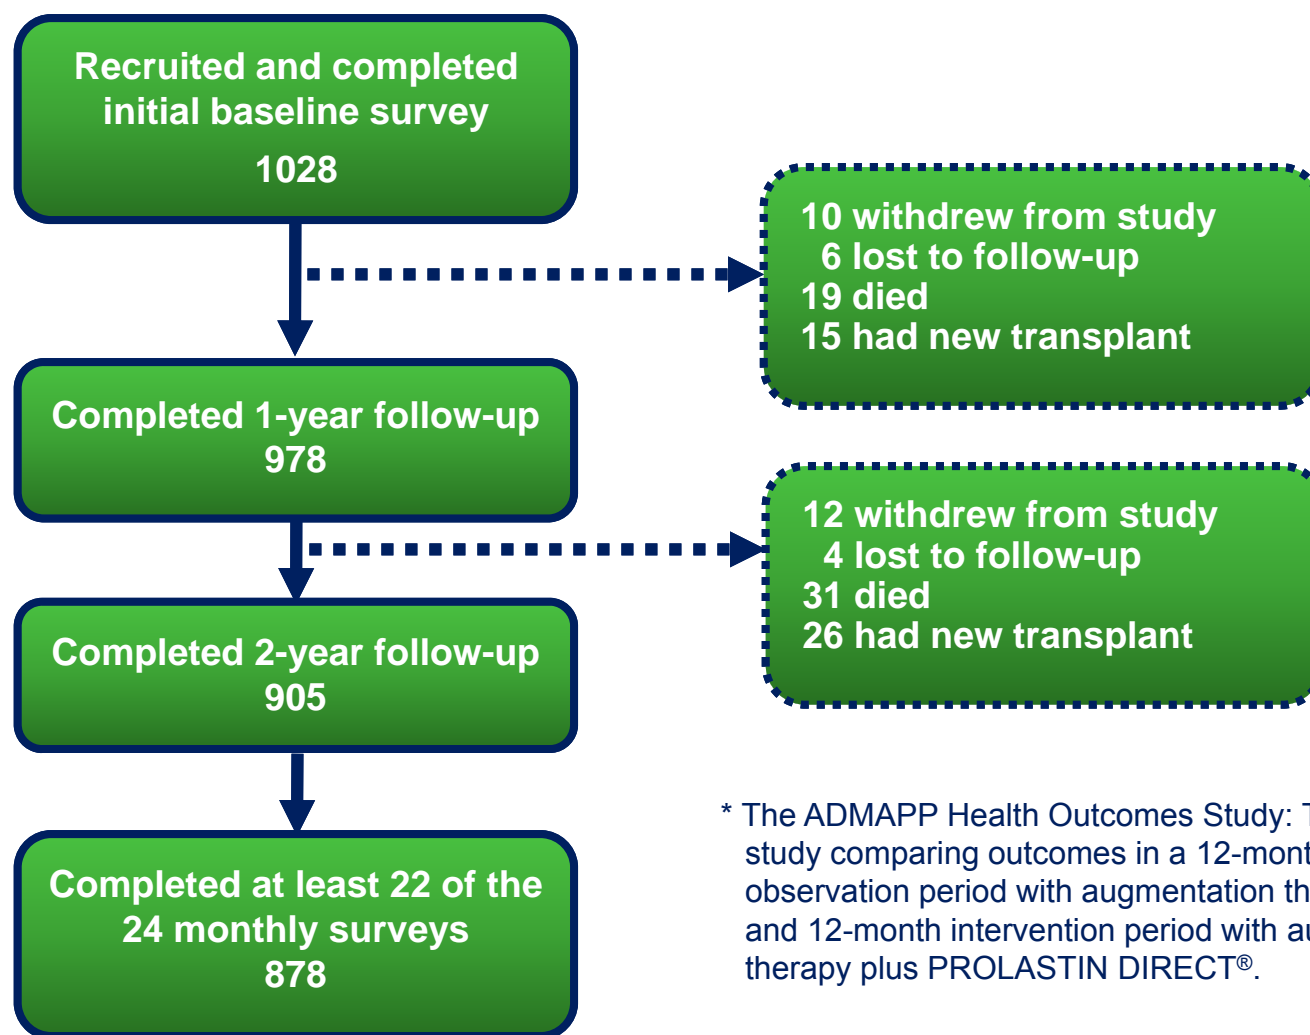 Recruited and completed
initial baseline survey
1028
10 withdrew from study
6 lost to follow-up
19 died
15 had new transplant
Completed 1-year follow-up
978
12 withdrew from study
4 lost to follow-up
31 died
26 had new transplant
Completed 2-year follow-up
905
Completed at least 22 of the
24 monthly surveys
878
* The ADMAPP Health Outcomes Study:
study comparing outcomes in a
observation period with augmentation
and 12-month intervention period with
therapy plus PROLASTIN DIRECT®.